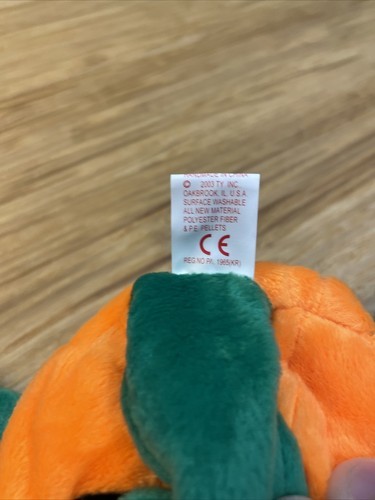 HANDMADE IN CHINA
© 2003 TY INC.
OAKBROOK, IL U.S.A.
SURFACE WASHABLE
ALL NEW MATERIAL
POLYESTER FIBER
& P.E. PELLETS
CE
REG NO PA. 1965(KR)